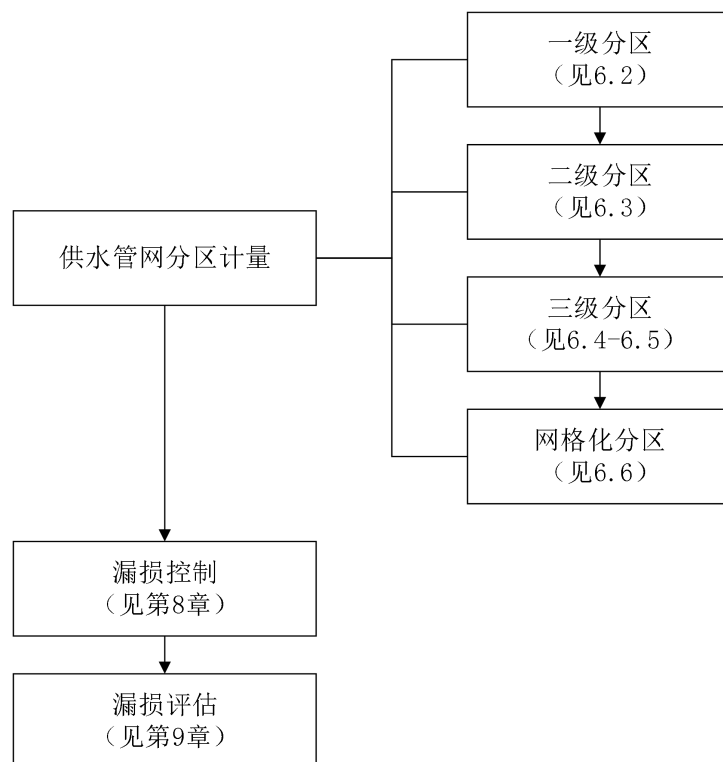 一级分区
（见6.2）
二级分区
（见6.3）
供水管网分区计量
三级分区
（见6.4-6.5）
网格化分区
（见6.6）
漏损控制
（见第8章）
漏损评估
（见第9章）